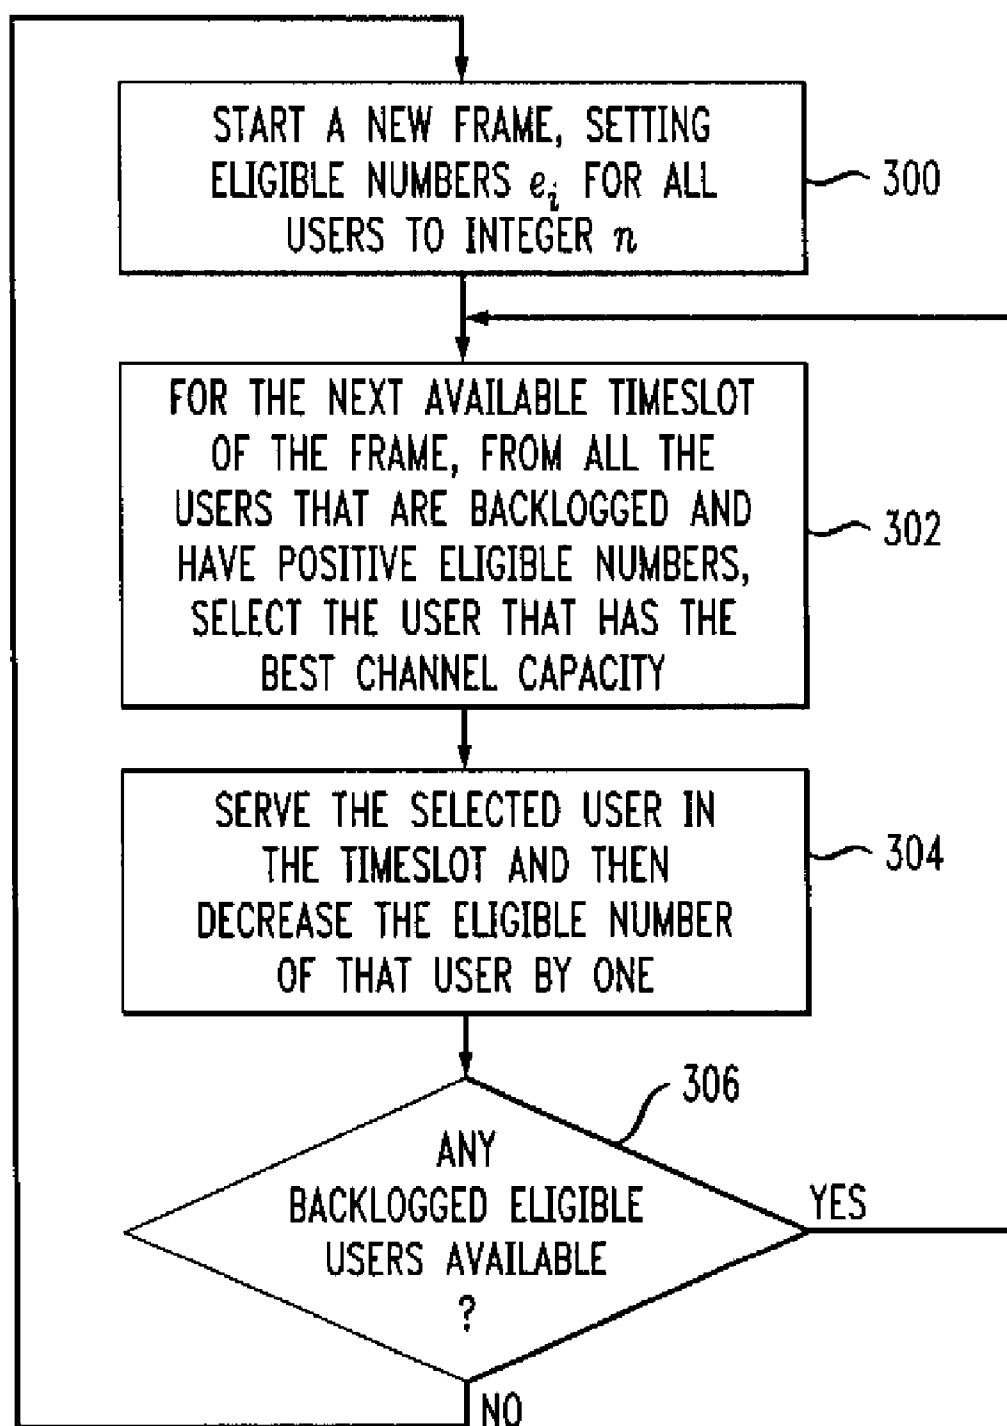 START A NEW FRAME, SETTING
ELIGIBLE NUMBERS e_i FOR ALL
USERS TO INTEGER n
300
FOR THE NEXT AVAILABLE TIMESLOT
OF THE FRAME, FROM ALL THE
USERS THAT ARE BACKLOGGED AND
HAVE POSITIVE ELIGIBLE NUMBERS,
SELECT THE USER THAT HAS THE
BEST CHANNEL CAPACITY
302
SERVE THE SELECTED USER IN
THE TIMESLOT AND THEN
DECREASE THE ELIGIBLE NUMBER
OF THAT USER BY ONE
304
306
ANY
BACKLOGGED ELIGIBLE
USERS AVAILABLE
?
YES
NO